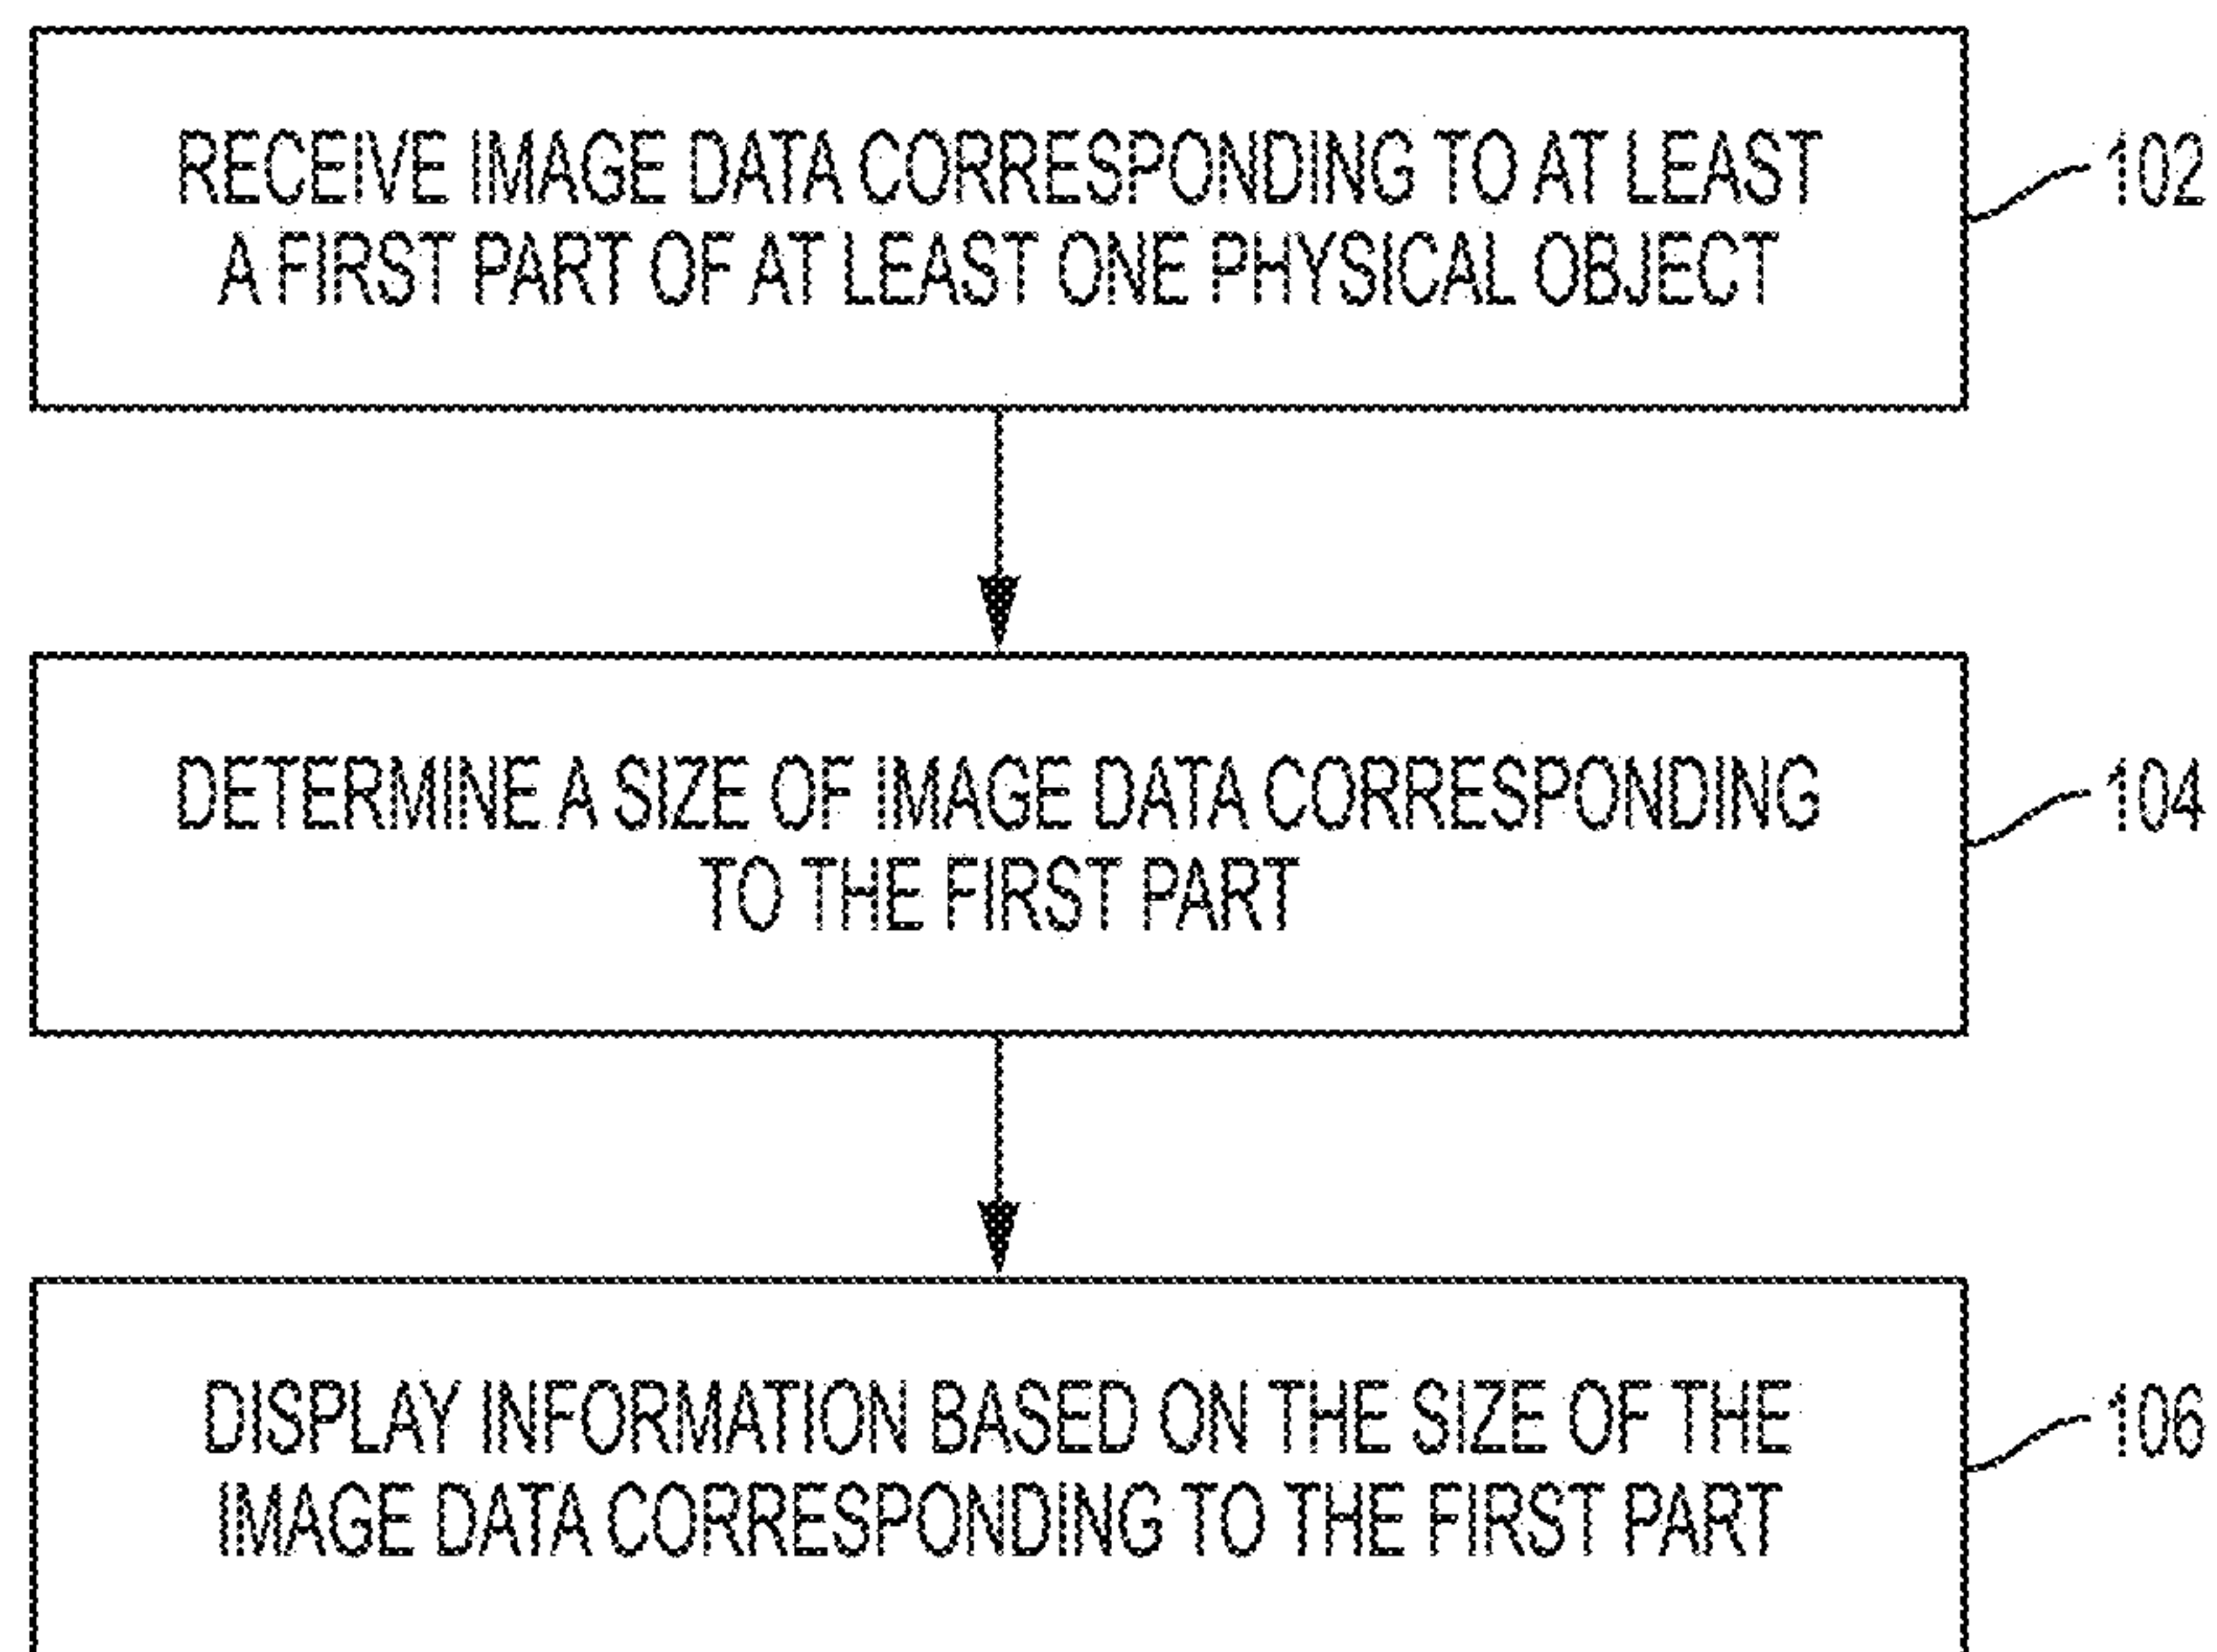 RECEIVE IMAGE DATA CORRESPONDING TO AT LEAST
A FIRST PART OF AT LEAST ONE PHYSICAL OBJECT
102
DETERMINE A SIZE OF IMAGE DATA CORRESPONDING
TO THE FIRST PART
104
DISPLAY INFORMATION BASED ON THE SIZE OF THE
IMAGE DATA CORRESPONDING TO THE FIRST PART
106